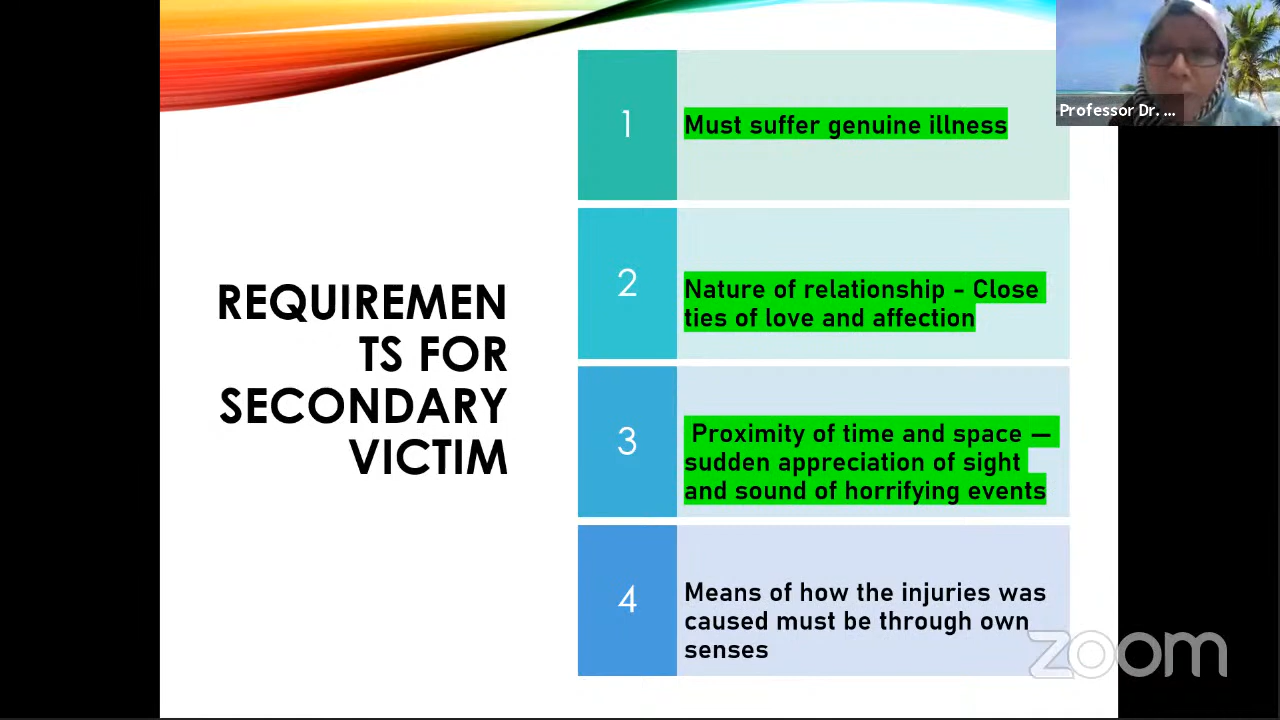 REQUIREMEN
TS FOR
SECONDARY
VICTIM
1
Must suffer genuine illness
2
Nature of relationship - Close
ties of love and affection
3
Proximity of time and space —
sudden appreciation of sight
and sound of horrifying events
4
Means of how the injuries was
caused must be through own
senses
Professor Dr. ...
zoom